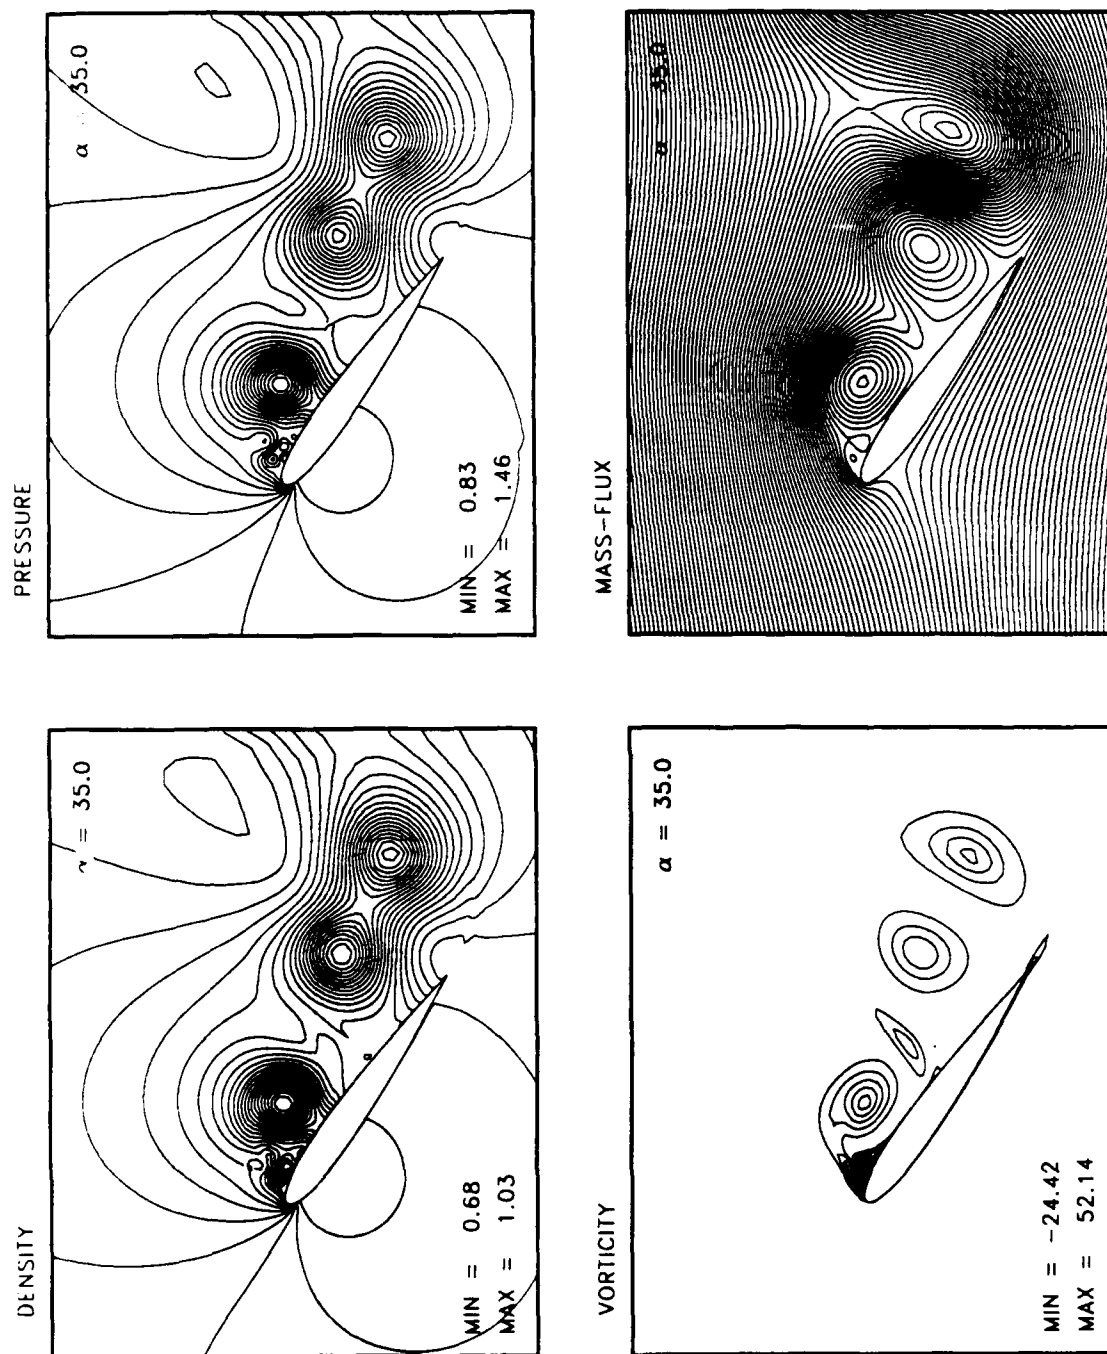 DENSITY
= 35.0
MIN = 0.68
MAX = 1.03
PRESSURE
α 35.0
MIN = 0.83
MAX = 1.46
VORTICITY
α = 35.0
MIN = -24.42
MAX = 52.14
MASS-FLUX
α = 35.0